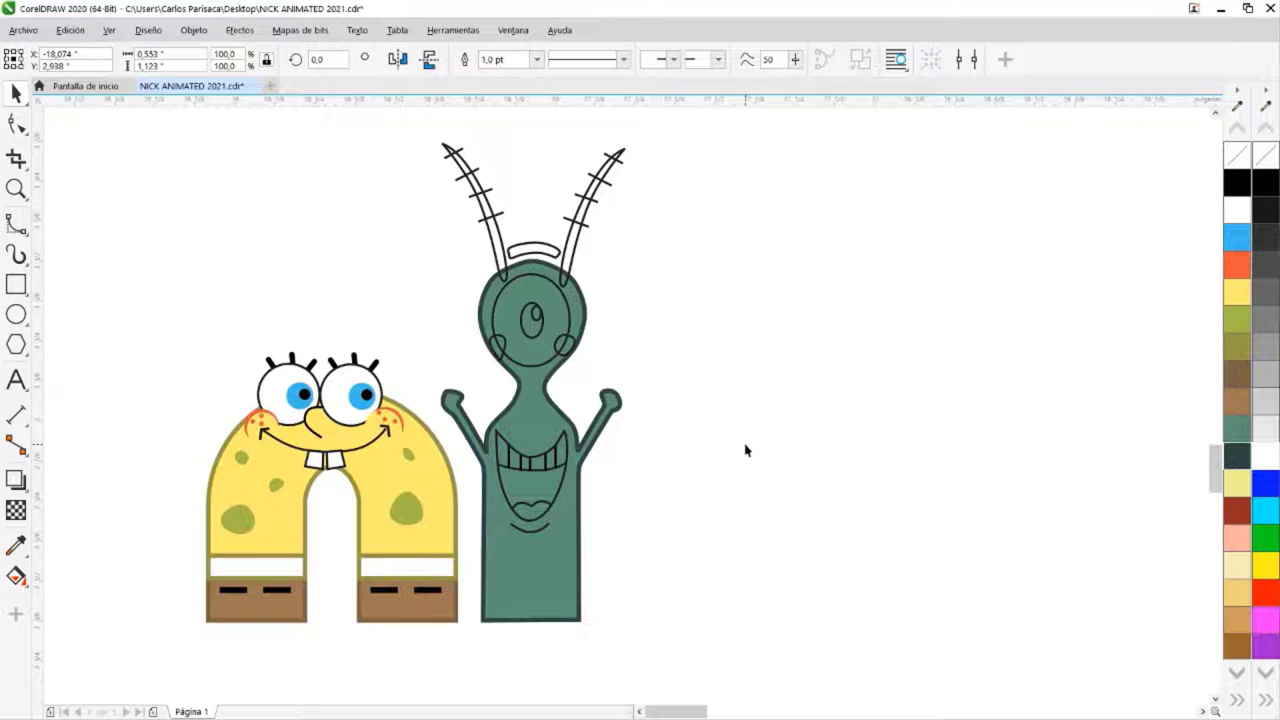 CorelDRAW 2020 (64-Bit) - C:\Users\Carlos Parisaca\Desktop\NICK ANIMATED 2021.cdr*
Archivo Edición Ver Diseño Objeto Efectos Mapas de bits Texto Tabla Herramientas Ventana Ayuda
X: -18,074 " 0,553 " 100,0 % 0,0 1,0 pt 50
Y: 2,938 " 1,123 " 100,0 %
Pantalla de inicio NICK ANIMATED 2021.cdr*
pulgadas
Página 1